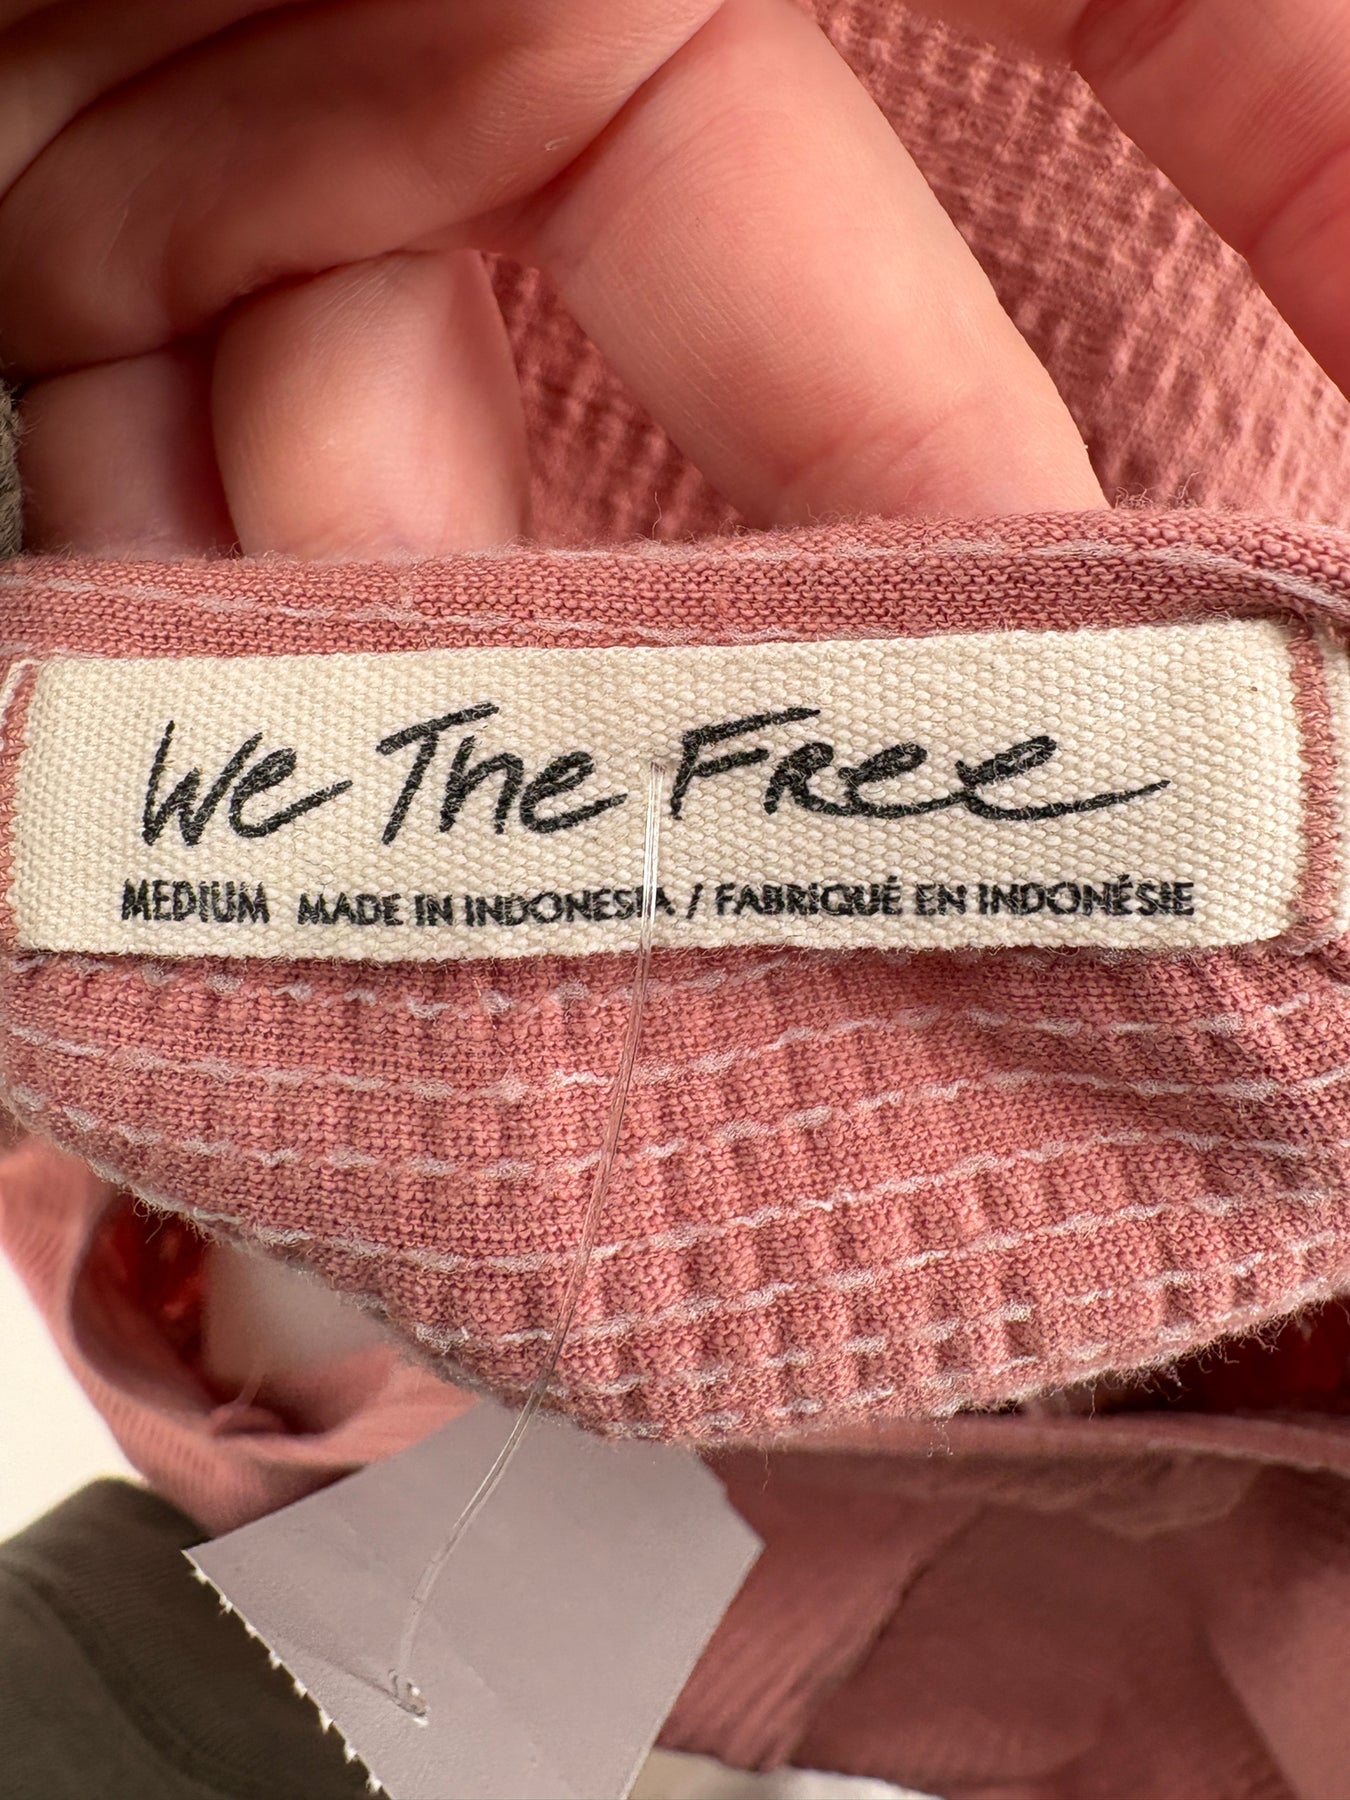 We The Free
MEDIUM MADE IN INDONESIA / FABRIQUÉ EN INDONÉSIE